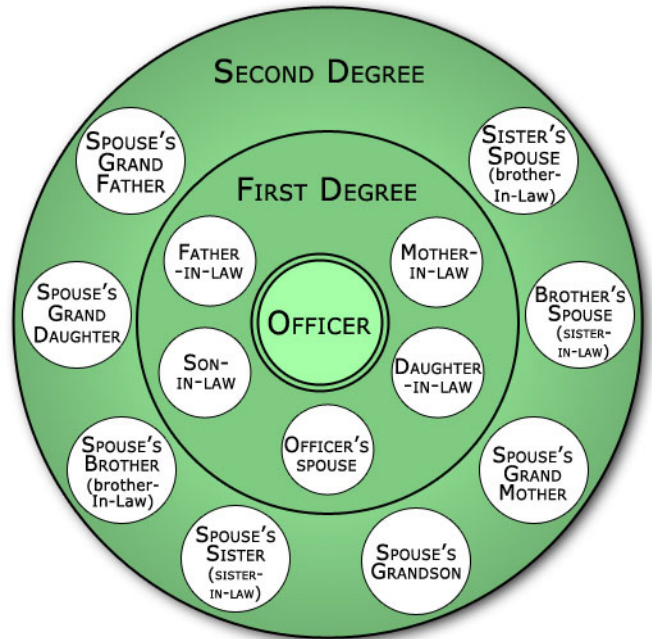 SECOND DEGREE
SPOUSE'S
GRAND
FATHER
SISTER'S
SPOUSE
(brother-
In-Law)
FIRST DEGREE
FATHER
-IN-LAW
MOTHER-
IN-LAW
OFFICER
SPOUSE'S
GRAND
DAUGHTER
BROTHER'S
SPOUSE
(SISTER-
IN-LAW)
SON-
IN-LAW
DAUGHTER
-IN-LAW
OFFICER'S
SPOUSE
SPOUSE'S
BROTHER
(brother-
In-Law)
SPOUSE'S
GRAND
MOTHER
SPOUSE'S
SISTER
(SISTER-
IN-LAW)
SPOUSE'S
GRANDSON